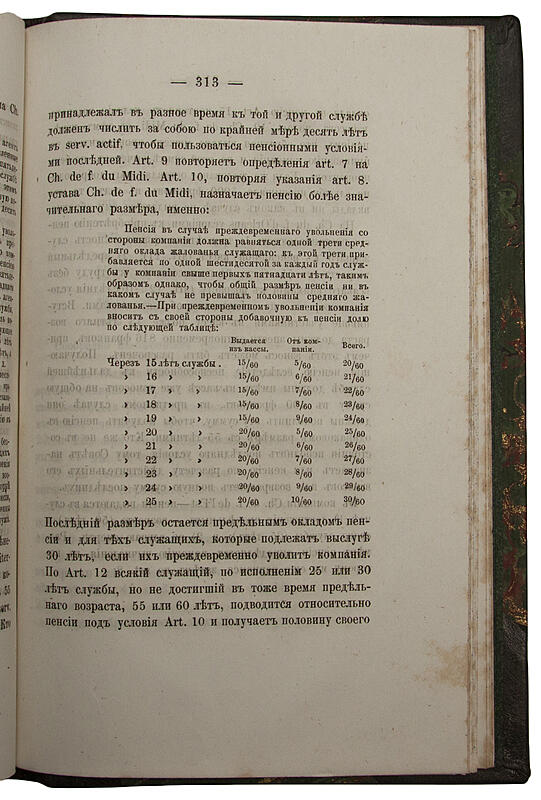 — 313 —
принадлежалъ въ разное время къ той и другой службѣ
долженъ числить за собою по крайней мѣрѣ десять лѣтъ
въ serv. actif, чтобы пользоваться пенсіонными условія-
ми послѣдней. Art. 9 повторяетъ опредѣленія art. 7 на
Ch. de f. du Midi. Art. 10, повторяя указанія art. 8.
устава Ch. de f. du Midi, назначаетъ пенсію болѣе зна-
чительнаго размѣра, именно:
Пенсія въ случаѣ преждевременнаго увольненія со
стороны компаніи должна равняться одной трети сред-
няго оклада жалованья служащаго: къ этой трети при-
бавляется по одной шестидесятой за каждый годъ служ-
бы у компаніи свыше первыхъ пятнадцати лѣтъ, такимъ
образомъ однако, чтобы общій размѣръ пенсіи ни въ
какомъ случаѣ не превышалъ половины средняго жа-
лованья.—При преждевременномъ увольненіи компанія
вноситъ съ своей стороны добавочную къ пенсіи долю
по слѣдующей таблицѣ:
Выдается изъ кассы. Отъ ком- паніи. Всего.
Черезъ 15 лѣтъ службы . 15/60 5/60 20/60
› 16 › › 15/60 6/60 21/60
› 17 › › 15/60 7/60 22/60
› 18 › › 15/60 8/60 23/60
› 19 › › 15/60 9/60 24/60
› 20 › › 20/60 5/60 25/60
› 21 › › 20/60 6/60 26/60
› 22 › › 20/60 7/60 27/60
› 23 › › 20/60 8/60 28/60
› 24 › › 20/60 9/60 29/60
› 25 › › 20/60 10/60 30/60
Послѣдній размѣръ остается предѣльнымъ окладомъ пен-
сіи и для тѣхъ служащихъ, которые подлежатъ выслугѣ
30 лѣтъ, если ихъ преждевременно уволитъ компанія.
По Art. 12 всякій служащій, по исполненіи 25 или 30
лѣтъ службы, но не достигшій въ тоже время предѣль-
наго возраста, 55 или 60 лѣтъ, подводится относительно
пенсіи подъ условія Art. 10 и получаетъ половину своего